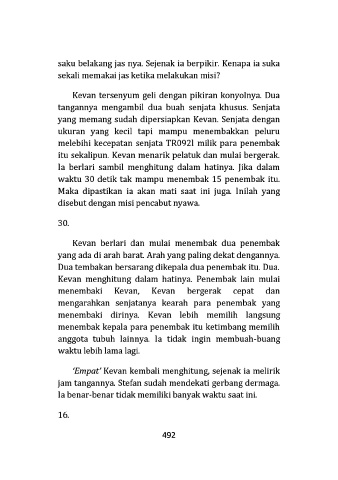 saku belakang jas nya. Sejenak ia berpikir. Kenapa ia suka
sekali memakai jas ketika melakukan misi?
Kevan tersenyum geli dengan pikiran konyolnya. Dua
tangannya mengambil dua buah senjata khusus. Senjata
yang memang sudah dipersiapkan Kevan. Senjata dengan
ukuran yang kecil tapi mampu menembakkan peluru
melebihi kecepatan senjata TR092I milik para penembak
itu sekalipun. Kevan menarik pelatuk dan mulai bergerak.
Ia berlari sambil menghitung dalam hatinya. Jika dalam
waktu 30 detik tak mampu menembak 15 penembak itu.
Maka dipastikan ia akan mati saat ini juga. Inilah yang
disebut dengan misi pencabut nyawa.
30.
Kevan berlari dan mulai menembak dua penembak
yang ada di arah barat. Arah yang paling dekat dengannya.
Dua tembakan bersarang dikepala dua penembak itu. Dua.
Kevan menghitung dalam hatinya. Penembak lain mulai
menembaki Kevan, Kevan bergerak cepat dan
mengarahkan senjatanya kearah para penembak yang
menembaki dirinya. Kevan lebih memilih langsung
menembak kepala para penembak itu ketimbang memilih
anggota tubuh lainnya. Ia tidak ingin membuah-buang
waktu lebih lama lagi.
'Empat' Kevan kembali menghitung, sejenak ia melirik
jam tangannya. Stefan sudah mendekati gerbang dermaga.
Ia benar-benar tidak memiliki banyak waktu saat ini.
16.
492